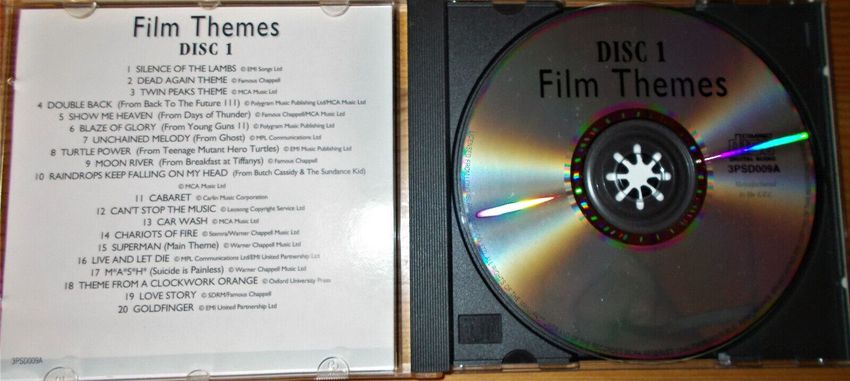 Film Themes
DISC 1
1 SILENCE OF THE LAMBS © EMI Songs Ltd
2 DEAD AGAIN THEME © Famous Chappell
3 TWIN PEAKS THEME © MCA Music Ltd
4 DOUBLE BACK (From Back To The Future 111) © Polygram Music Publishing Ltd/MCA Music Ltd
5 SHOW ME HEAVEN (From Days of Thunder) © Famous Chappell/MCA Music Ltd
6 BLAZE OF GLORY (From Young Guns 11) © Polygram Music Publishing Ltd
7 UNCHAINED MELODY (From Ghost) © MPL Communications Ltd
8 TURTLE POWER (From Teenage Mutant Hero Turtles) © EMI Music Publishing Ltd
9 MOON RIVER (From Breakfast at Tiffanys) © Famous Chappell
10 RAINDROPS KEEP FALLING ON MY HEAD (From Butch Cassidy & The Sundance Kid)
© MCA Music Ltd
11 CABARET © Carlin Music Corporation
12 CAN'T STOP THE MUSIC © Leosong Copyright Service Ltd
13 CAR WASH © MCA Music Ltd
14 CHARIOTS OF FIRE © Stemra/Warner Chappell Music Ltd
15 SUPERMAN (Main Theme) © Warner Chappell Music Ltd
16 LIVE AND LET DIE © MPL Communications Ltd/EMI United Partnership Ltd
17 M*A*S*H (Suicide is Painless) © Warner Chappell Music Ltd
18 THEME FROM A CLOCKWORK ORANGE © Oxford University Press
19 LOVE STORY © SDRM/Famous Chappell
20 GOLDFINGER © EMI United Partnership Ltd
3PSD009A
DISC 1
Film Themes
COMPACT
DIGITAL AUDIO
3PSD009A
Manufactured
in the E.E.C.